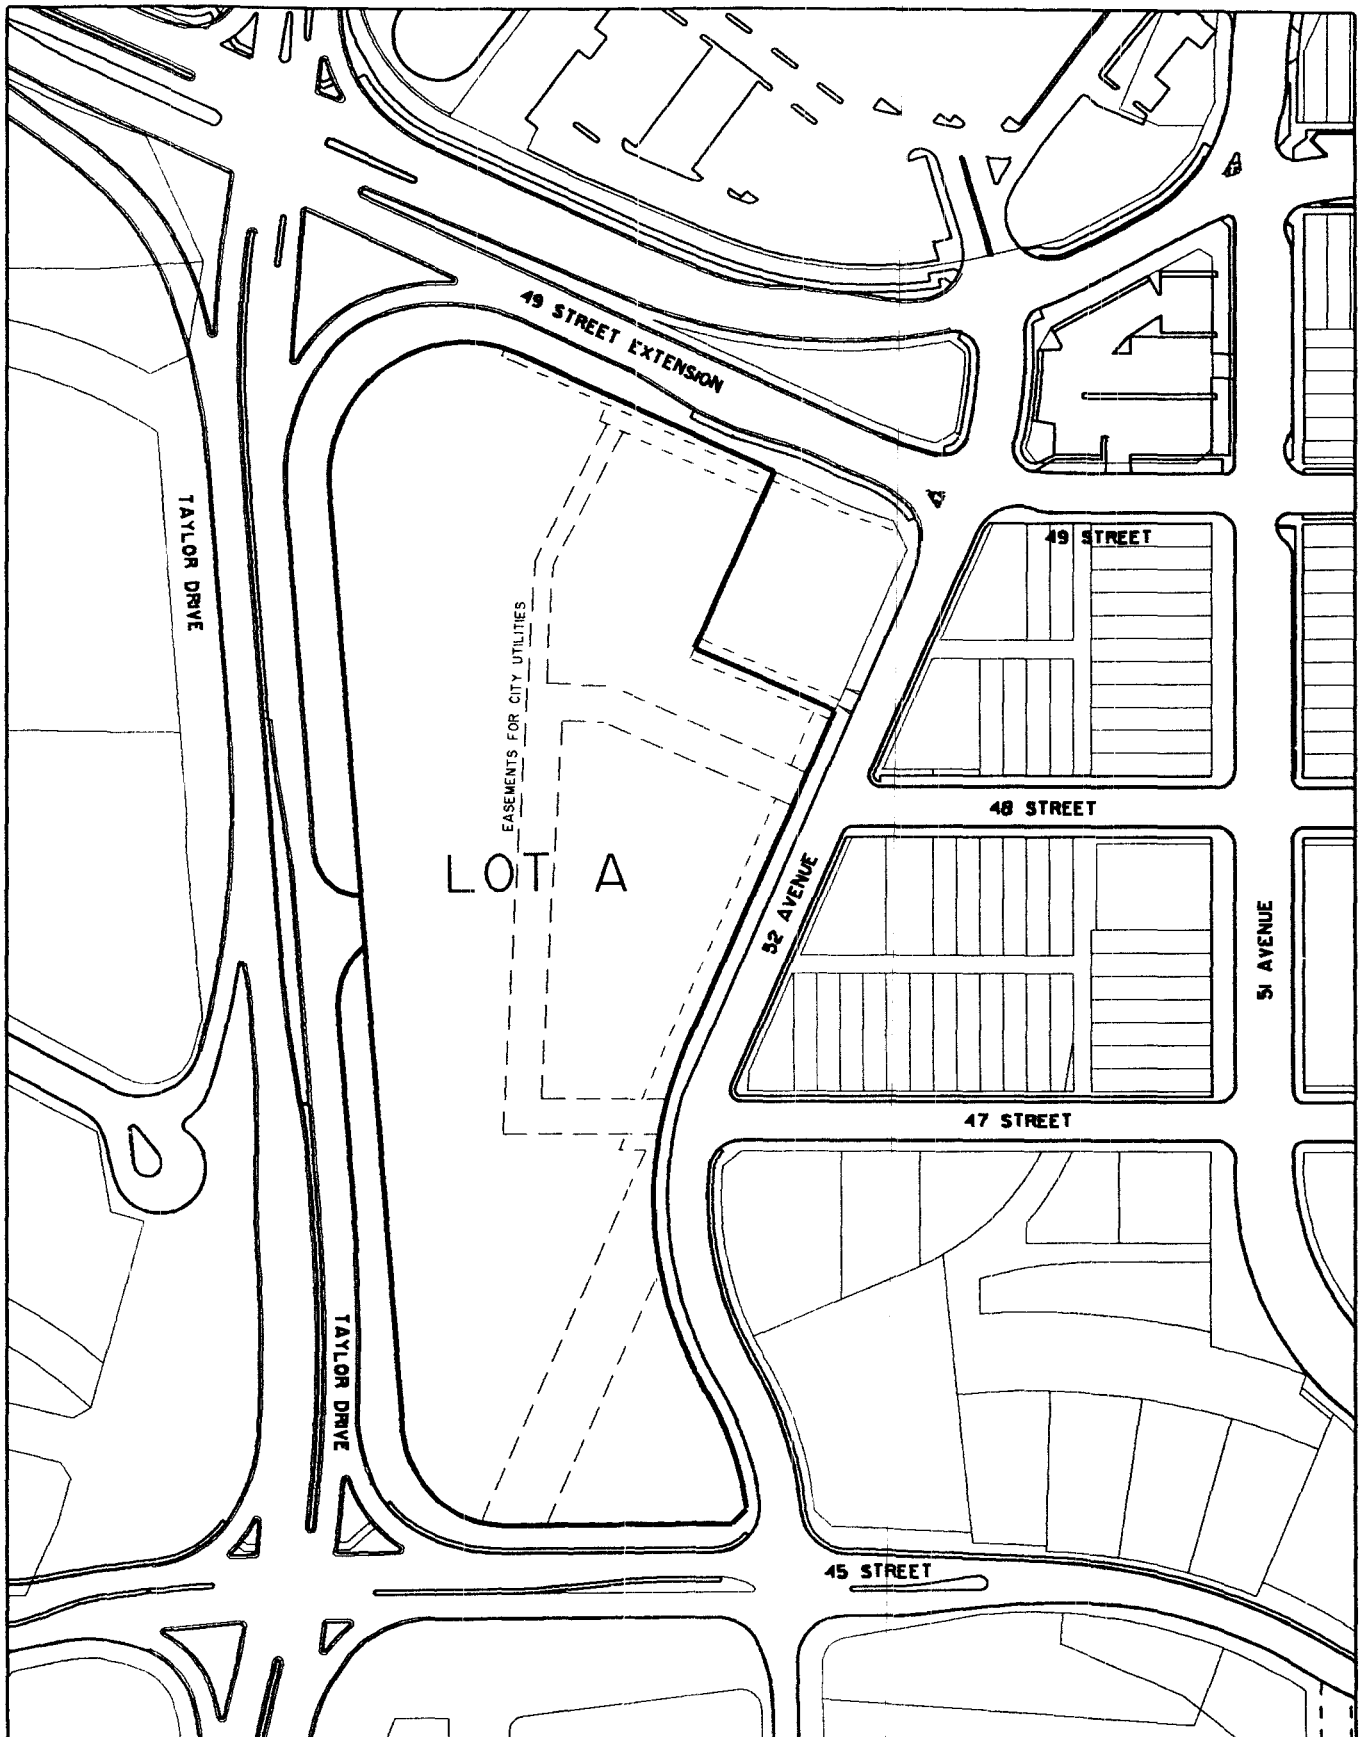 49 STREET EXTENSION
TAYLOR DRIVE
49 STREET
EASEMENTS FOR CITY UTILITIES
48 STREET
LOT A
52 AVENUE
51 AVENUE
47 STREET
TAYLOR DRIVE
45 STREET